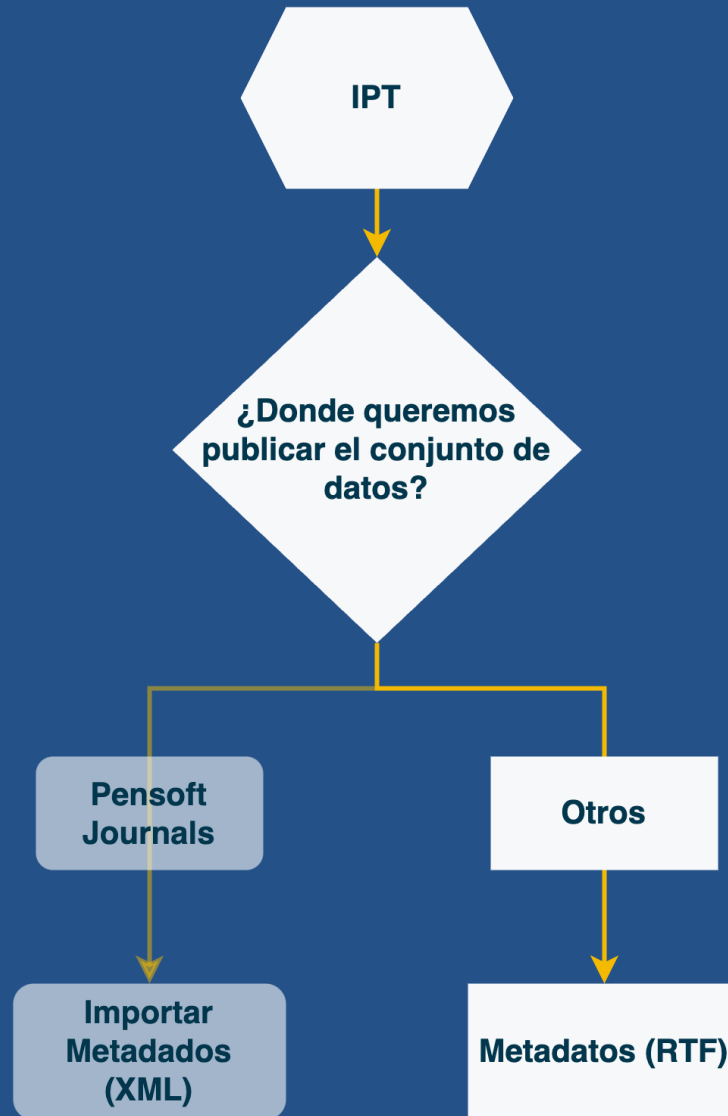 IPT
¿Donde queremos
publicar el conjunto de
datos?
Pensoft
Journals
Otros
Importar
Metadados
(XML)
Metadatos (RTF)